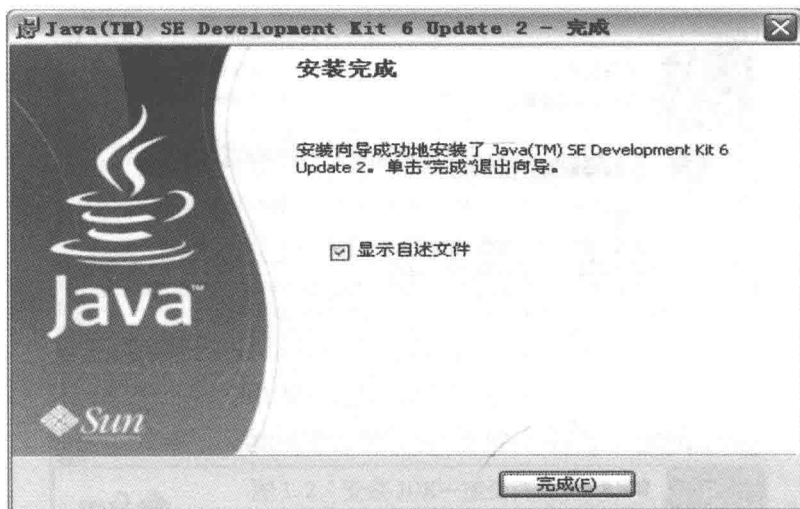 Java(TM) SE Development Kit 6 Update 2 - 完成
安装完成
安装向导成功地安装了 Java(TM) SE Development Kit 6
Update 2。单击"完成"退出向导。
显示自述文件
Java™
Sun
完成(F)